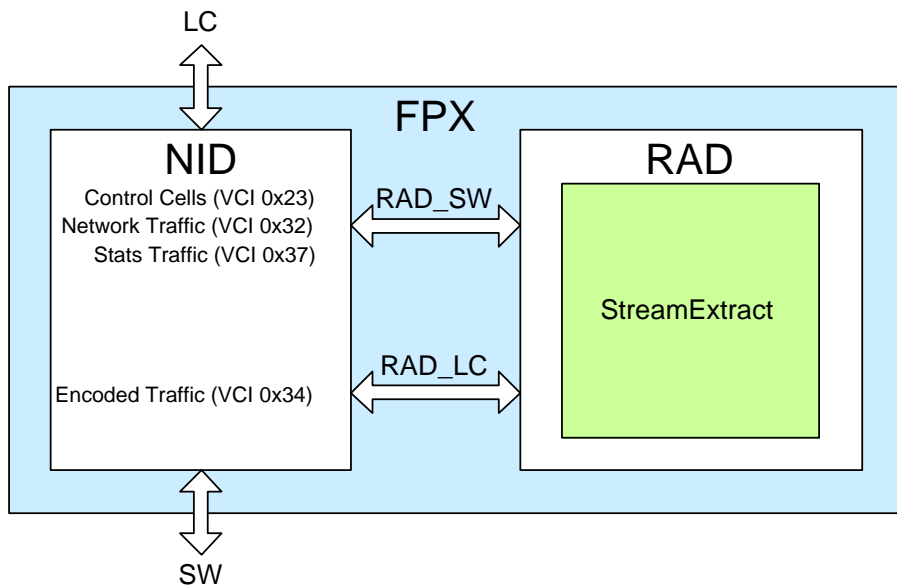 LC
FPX
NID
RAD
Control Cells (VCI 0x23)
Network Traffic (VCI 0x32)
Stats Traffic (VCI 0x37)
RAD_SW
StreamExtract
RAD_LC
Encoded Traffic (VCI 0x34)
SW